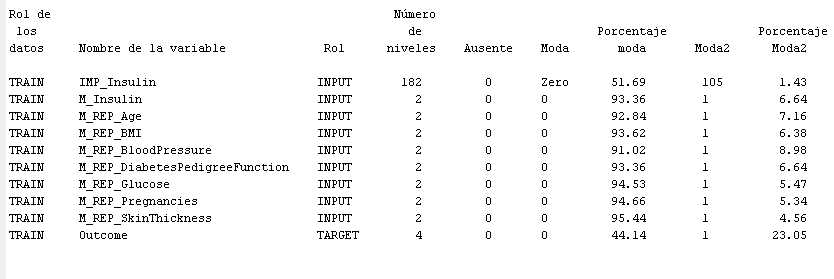 Rol de Número
los de Porcentaje Porcentaje
datos Nombre de la variable Rol niveles Ausente Moda moda Moda2 Moda2
TRAIN IMP_Insulin INPUT 182 0 Zero 51.69 105 1.43
TRAIN M_Insulin INPUT 2 0 0 93.36 1 6.64
TRAIN M_REP_Age INPUT 2 0 0 92.84 1 7.16
TRAIN M_REP_BMI INPUT 2 0 0 93.62 1 6.38
TRAIN M_REP_BloodPressure INPUT 2 0 0 91.02 1 8.98
TRAIN M_REP_DiabetesPedigreeFunction INPUT 2 0 0 93.36 1 6.64
TRAIN M_REP_Glucose INPUT 2 0 0 94.53 1 5.47
TRAIN M_REP_Pregnancies INPUT 2 0 0 94.66 1 5.34
TRAIN M_REP_SkinThickness INPUT 2 0 0 95.44 1 4.56
TRAIN Outcome TARGET 4 0 0 44.14 1 23.05